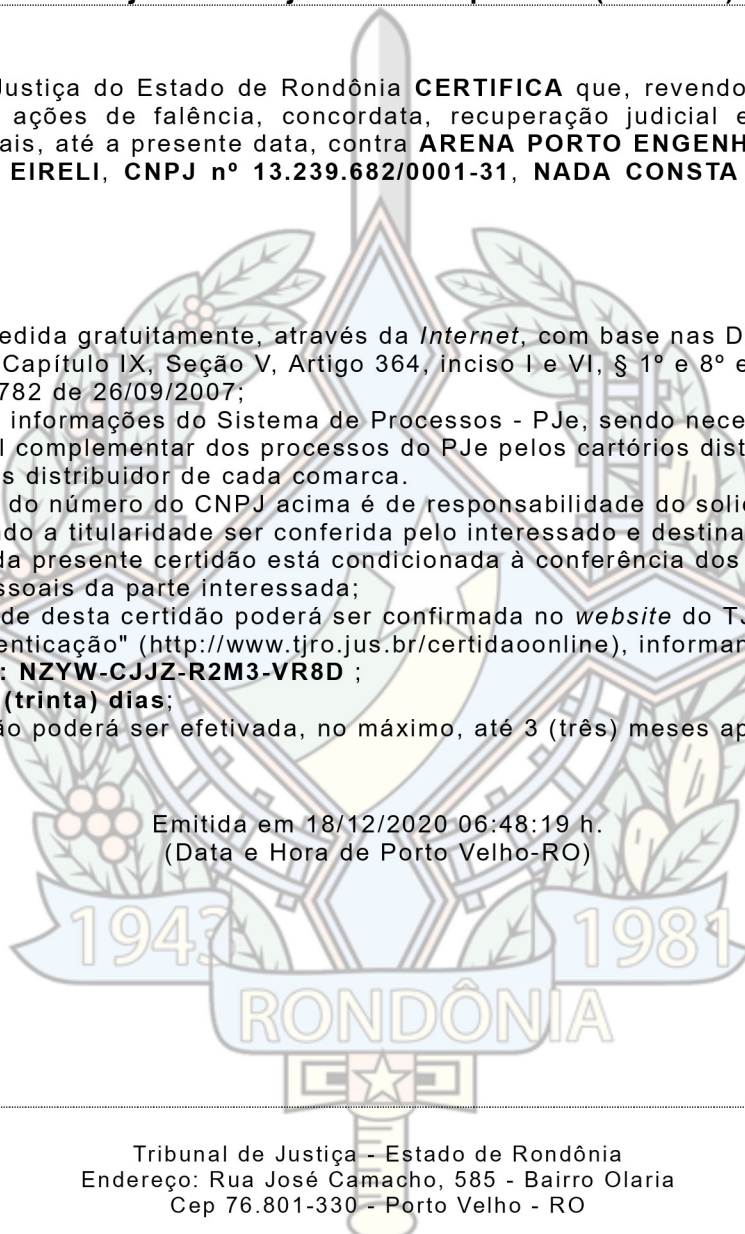 Justiça do Estado de Rondônia CERTIFICA que, revendo
ações de falência, concordata, recuperação judicial e
ais, até a presente data, contra ARENA PORTO ENGENH
EIRELI, CNPJ nº 13.239.682/0001-31, NADA CONSTA
edida gratuitamente, através da Internet, com base nas D
Capítulo IX, Seção V, Artigo 364, inciso I e VI, § 1º e 8º e
782 de 26/09/2007;
informações do Sistema de Processos - PJe, sendo nece
l complementar dos processos do PJe pelos cartórios dist
s distribuidor de cada comarca.
do número do CNPJ acima é de responsabilidade do solic
ndo a titularidade ser conferida pelo interessado e destina
da presente certidão está condicionada à conferência dos
ssoais da parte interessada;
de desta certidão poderá ser confirmada no website do TJ
enticação" (http://www.tjro.jus.br/certidaoonline), informan
: NZYW-CJJZ-R2M3-VR8D ;
(trinta) dias;
ão poderá ser efetivada, no máximo, até 3 (três) meses ap
Emitida em 18/12/2020 06:48:19 h.
(Data e Hora de Porto Velho-RO)
1943 1981
RONDÔNIA
Tribunal de Justiça - Estado de Rondônia
Endereço: Rua José Camacho, 585 - Bairro Olaria
Cep 76.801-330 - Porto Velho - RO